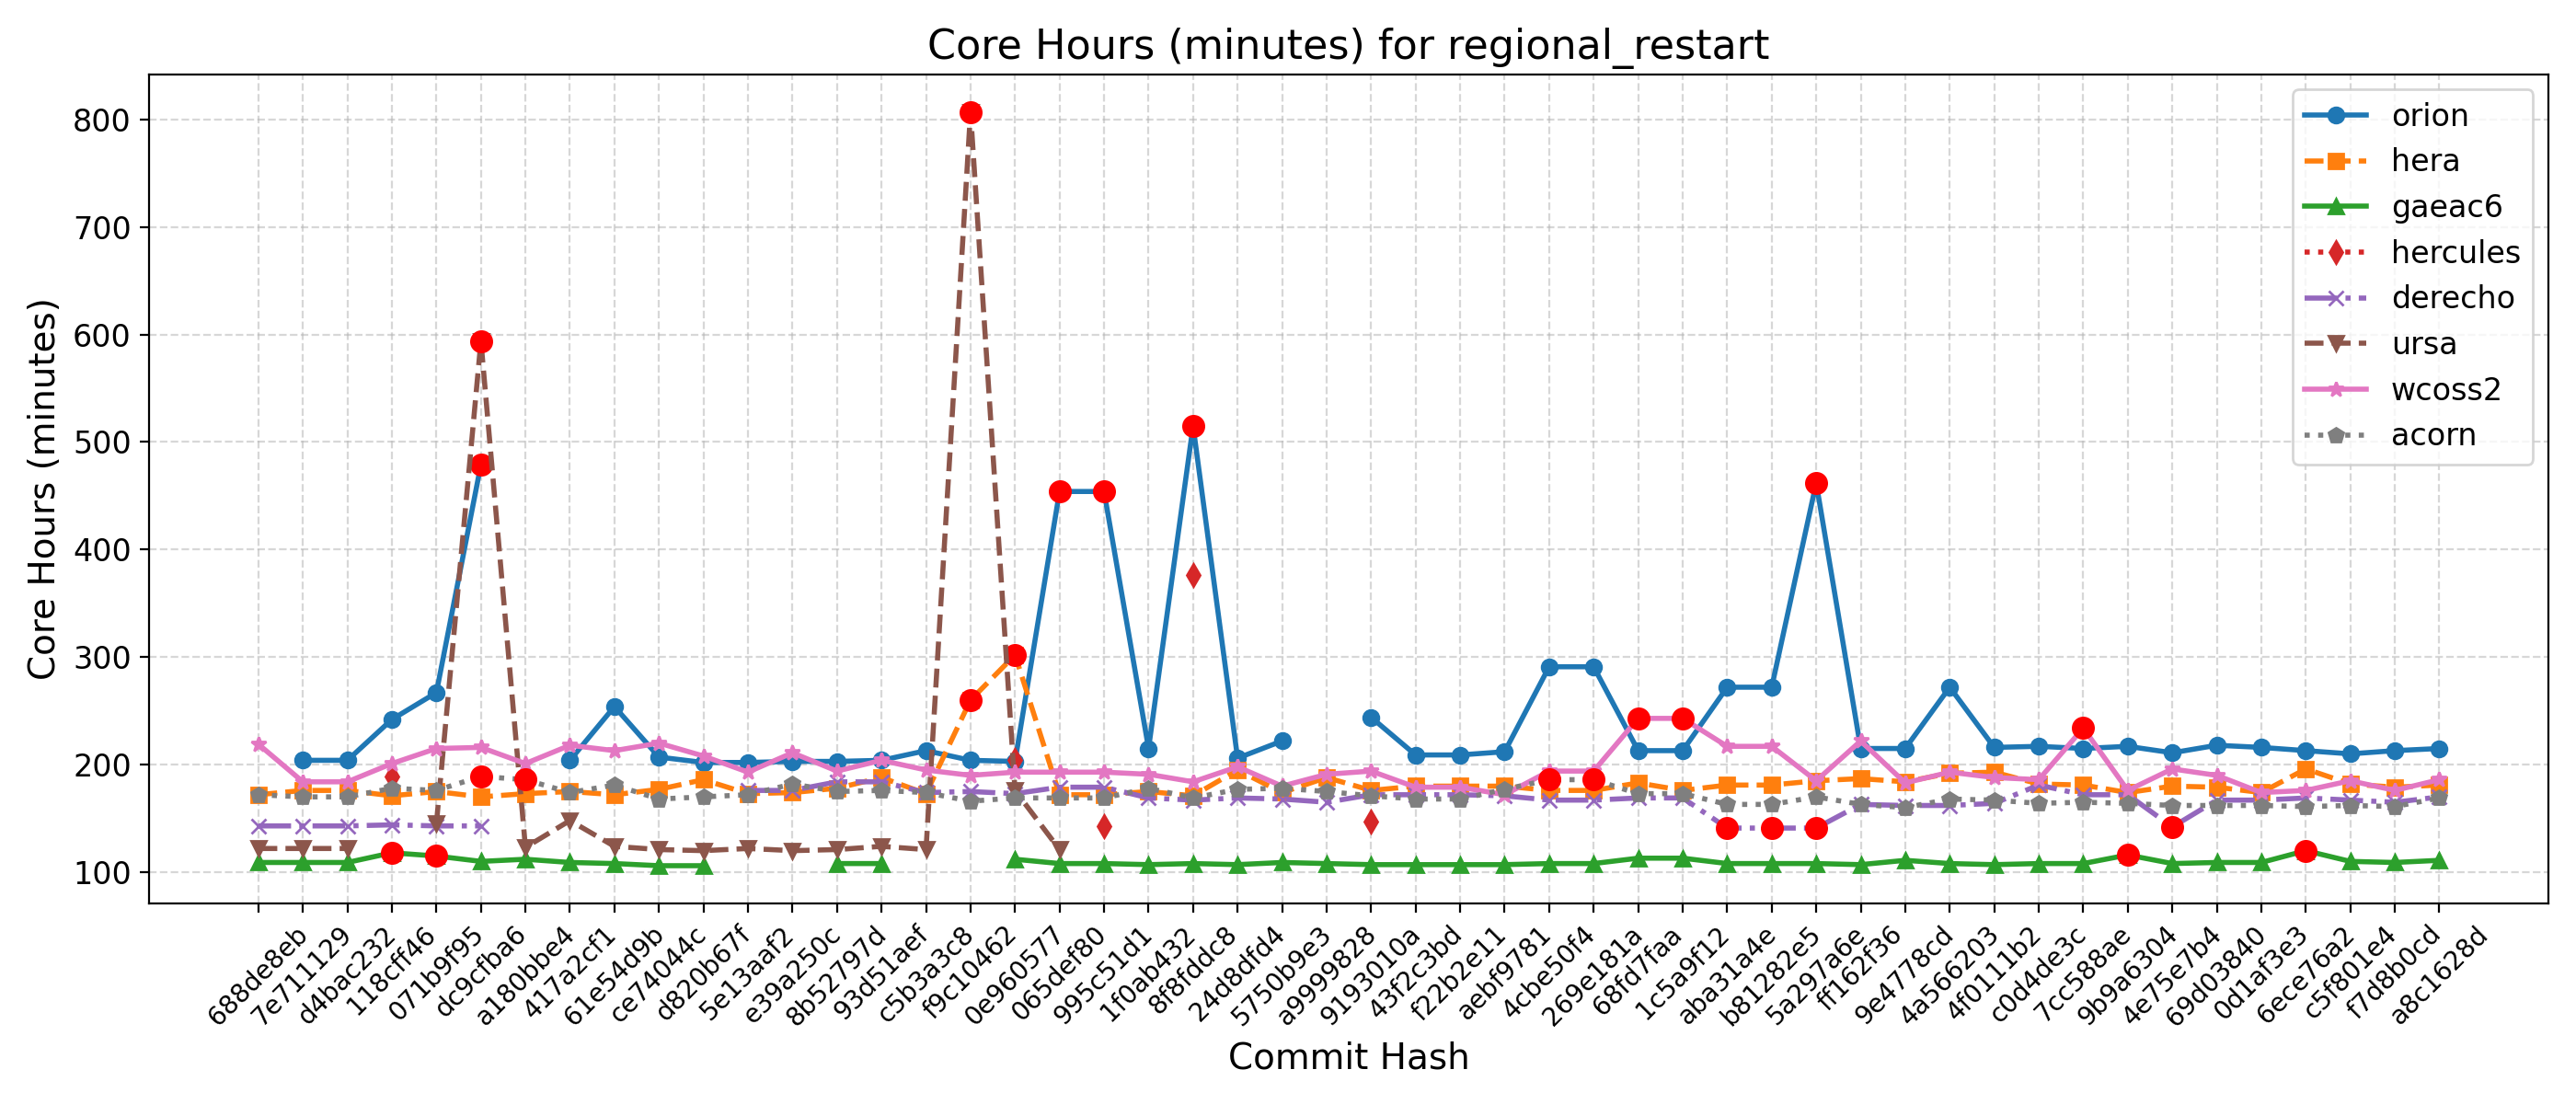 Core Hours (minutes) for regional_restart
Core Hours (minutes)
800
700
600
500
400
300
200
100
orion
hera
gaeac6
hercules
derecho
ursa
wcoss2
acorn
688de8eb
7e711129
d4bac232
118cff46
071b9f95
dc9cfba6
a180bbe4
417a2cf1
61e54d9b
ce74044c
d820b67f
5e13aaf2
e39a250c
8b52797d
93d51aef
c5b3a3c8
f9c10462
0e960577
065def80
995c51d1
1f0ab432
8f8fddc8
24d8dfd4
5750b9e3
a9999828
9193010a
43f2c3bd
f22b2e11
aebf9781
4cbe50f4
269e181a
68fd7faa
1c5a9f12
aba31a4e
b81282e5
5a297a6e
ff162f36
9e4778cd
4a566203
4f0111b2
c0d4de3c
7cc588ae
9b9a6304
4e75e7b4
69d03840
0d1af3e3
6ece76a2
c5f801e4
f7d8b0cd
a8c1628d
Commit Hash